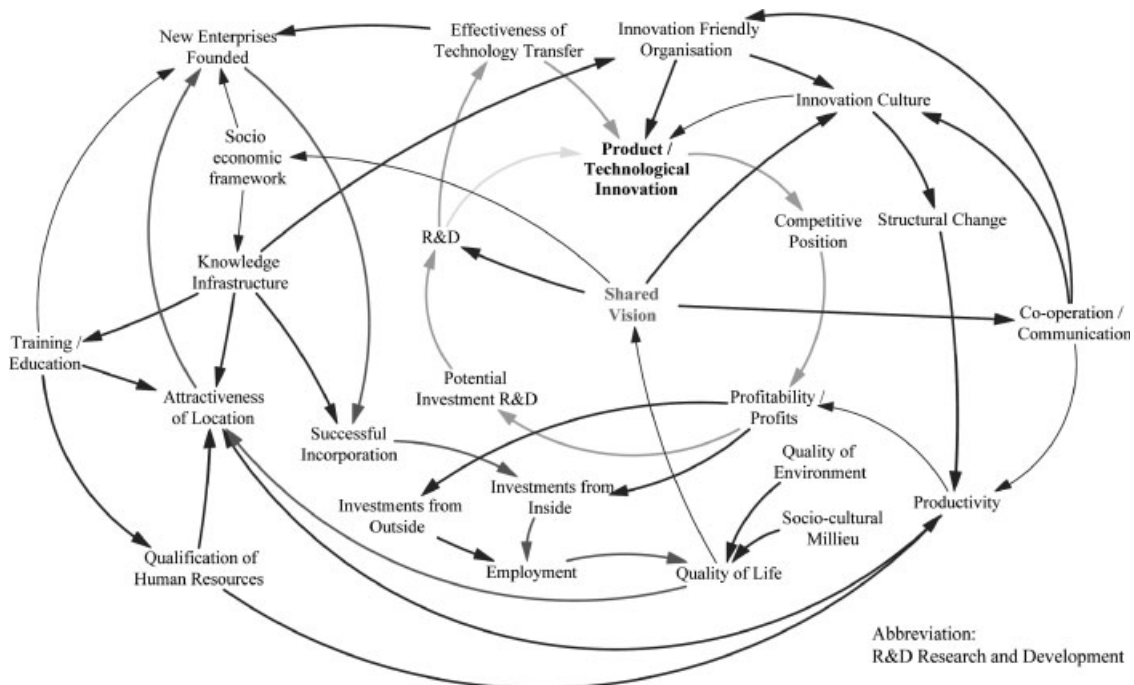 New Enterprises
Founded
Effectiveness of
Technology Transfer
Innovation Friendly
Organisation
Innovation Culture
Socio
economic
framework
Product /
Technological
Innovation
R&D
Competitive
Position
Structural Change
Knowledge
Infrastructure
Shared
Vision
Co-operation /
Communication
Training /
Education
Attractiveness
of Location
Potential
Investment R&D
Profitability /
Profits
Successful
Incorporation
Quality of
Environment
Investments from
Outside
Investments from
Inside
Productivity
Socio-cultural
Millieu
Qualification of
Human Resources
Employment
Quality of Life
Abbreviation:
R&D Research and Development